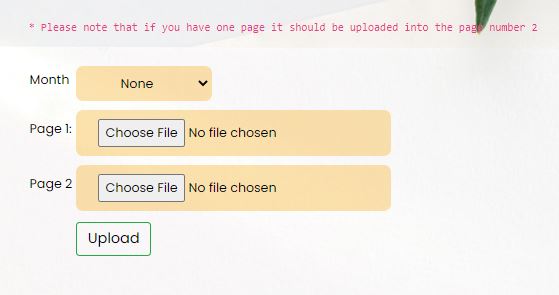 * Please note that if you have one page it should be uploaded into the page number 2
Month None
Page 1: Choose File No file chosen
Page 2 Choose File No file chosen
Upload